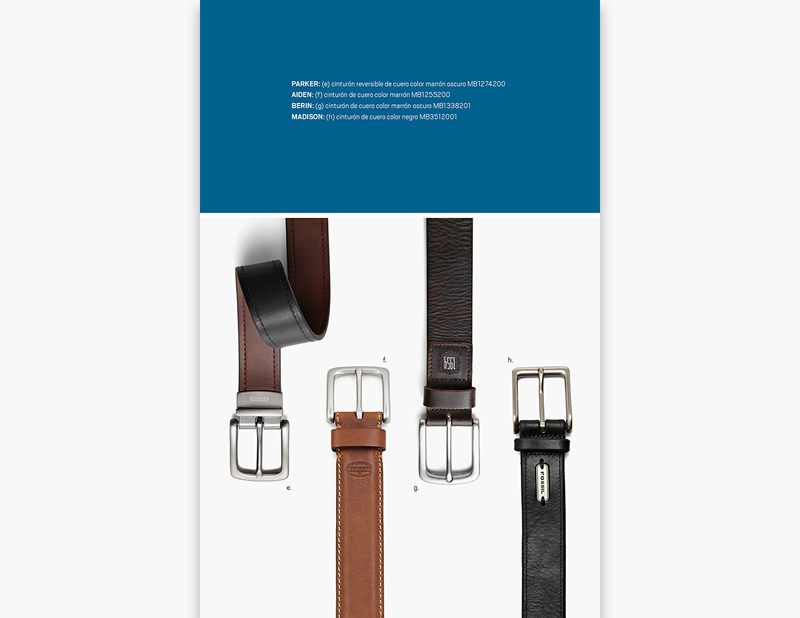 PARKER: (e) cinturón reversible de cuero color marrón oscuro MB1274200
AIDEN: (f) cinturón de cuero color marrón MB1255200
BERIN: (g) cinturón de cuero color marrón oscuro MB1338201
MADISON: (h) cinturón de cuero color negro MB3512001
f.
h.
1954
FOSSIL
e.
g.